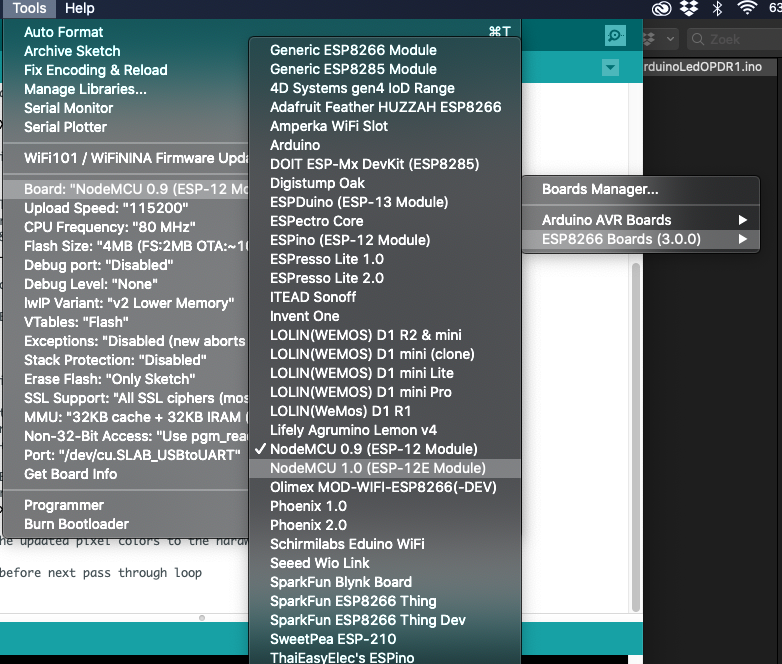 Tools Help
63
Auto Format ⌘T
Archive Sketch
Fix Encoding & Reload
Manage Libraries...
Serial Monitor
Serial Plotter
WiFi101 / WiFiNINA Firmware Upda
Board: "NodeMCU 0.9 (ESP-12 Mo
Upload Speed: "115200"
CPU Frequency: "80 MHz"
Flash Size: "4MB (FS:2MB OTA:~10
Debug port: "Disabled"
Debug Level: "None"
lwIP Variant: "v2 Lower Memory"
VTables: "Flash"
Exceptions: "Disabled (new aborts
Stack Protection: "Disabled"
Erase Flash: "Only Sketch"
SSL Support: "All SSL ciphers (mos
MMU: "32KB cache + 32KB IRAM (
Non-32-Bit Access: "Use pgm_rea
Port: "/dev/cu.SLAB_USBtoUART"
Get Board Info
Programmer
Burn Bootloader
Generic ESP8266 Module
Generic ESP8285 Module
4D Systems gen4 IoD Range
Adafruit Feather HUZZAH ESP8266
Amperka WiFi Slot
Arduino
DOIT ESP-Mx DevKit (ESP8285)
Digistump Oak
ESPDuino (ESP-13 Module)
ESPectro Core
ESPino (ESP-12 Module)
ESPresso Lite 1.0
ESPresso Lite 2.0
ITEAD Sonoff
Invent One
LOLIN(WEMOS) D1 R2 & mini
LOLIN(WEMOS) D1 mini (clone)
LOLIN(WEMOS) D1 mini Lite
LOLIN(WEMOS) D1 mini Pro
LOLIN(WeMos) D1 R1
Lifely Agrumino Lemon v4
✓ NodeMCU 0.9 (ESP-12 Module)
NodeMCU 1.0 (ESP-12E Module)
Olimex MOD-WIFI-ESP8266(-DEV)
Phoenix 1.0
Phoenix 2.0
Schirmilabs Eduino WiFi
Seeed Wio Link
SparkFun Blynk Board
SparkFun ESP8266 Thing
SparkFun ESP8266 Thing Dev
SweetPea ESP-210
ThaiEasyElec's ESPino
Boards Manager...
Arduino AVR Boards
ESP8266 Boards (3.0.0)
Zoek
rduinoLedOPDR1.ino
he updated pixel colors to the hardw
before next pass through loop